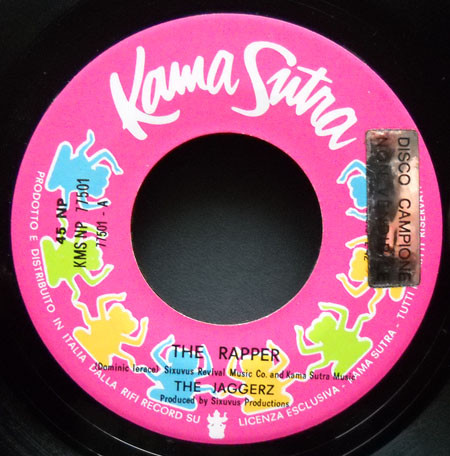 Kama Sutra
45 NP
KMS NP 77501
77501 - A
DISCO CAMPIONE
THE RAPPER
(Dominic Ierace) Sixuvus Revival Music Co. and Kama Sutra Music
THE JAGGERZ
Produced by Sixuvus Productions
PRODOTTO E DISTRIBUITO IN ITALIA DALLA RIFI RECORD SU LICENZA ESCLUSIVA - KAMA SUTRA - TUTTI RISERVATI